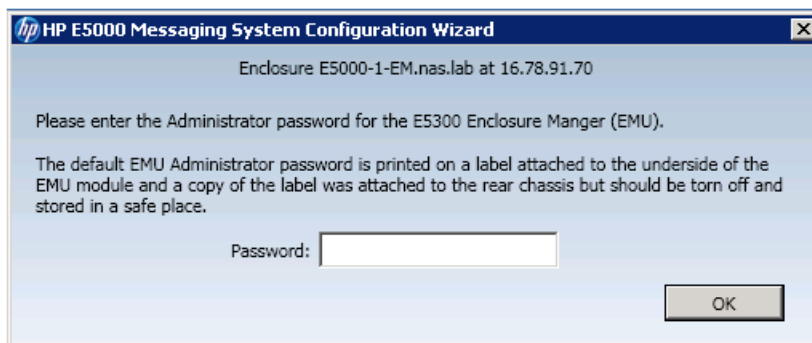 hp HP E5000 Messaging System Configuration Wizard
Enclosure E5000-1-EM.nas.lab at 16.78.91.70
Please enter the Administrator password for the E5300 Enclosure Manger (EMU).
The default EMU Administrator password is printed on a label attached to the underside of the
EMU module and a copy of the label was attached to the rear chassis but should be torn off and
stored in a safe place.
Password:
OK